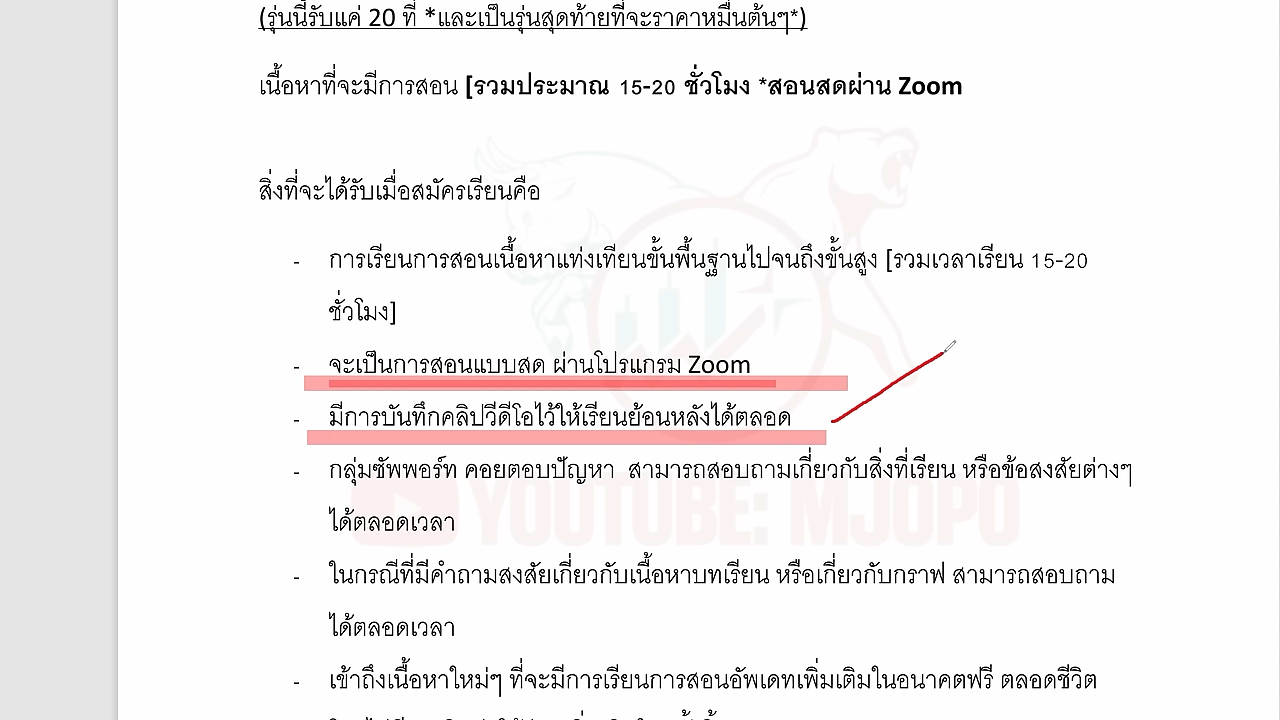 (รุ่นนี้รับแค่ 20 ที่ *และเป็นรุ่นสุดท้ายที่จะราคาหมื่นต้นๆ*)
เนื้อหาที่จะมีการสอน [รวมประมาณ 15-20 ชั่วโมง *สอนสดผ่าน Zoom
สิ่งที่จะได้รับเมื่อสมัครเรียนคือ
- การเรียนการสอนเนื้อหาแท่งเทียนขั้นพื้นฐานไปจนถึงขั้นสูง [รวมเวลาเรียน 15-20
ชั่วโมง]
- จะเป็นการสอนแบบสด ผ่านโปรแกรม Zoom
- มีการบันทึกคลิปวีดีโอไว้ให้เรียนย้อนหลังได้ตลอด
- กลุ่มซัพพอร์ท คอยตอบปัญหา สามารถสอบถามเกี่ยวกับสิ่งที่เรียน หรือข้อสงสัยต่างๆ
ได้ตลอดเวลา
YOUTUBE: MJOPO
- ในกรณีที่มีคำถามสงสัยเกี่ยวกับเนื้อหาบทเรียน หรือเกี่ยวกับกราฟ สามารถสอบถาม
ได้ตลอดเวลา
- เข้าถึงเนื้อหาใหม่ๆ ที่จะมีการเรียนการสอนอัพเดทเพิ่มเติมในอนาคตฟรี ตลอดชีวิต